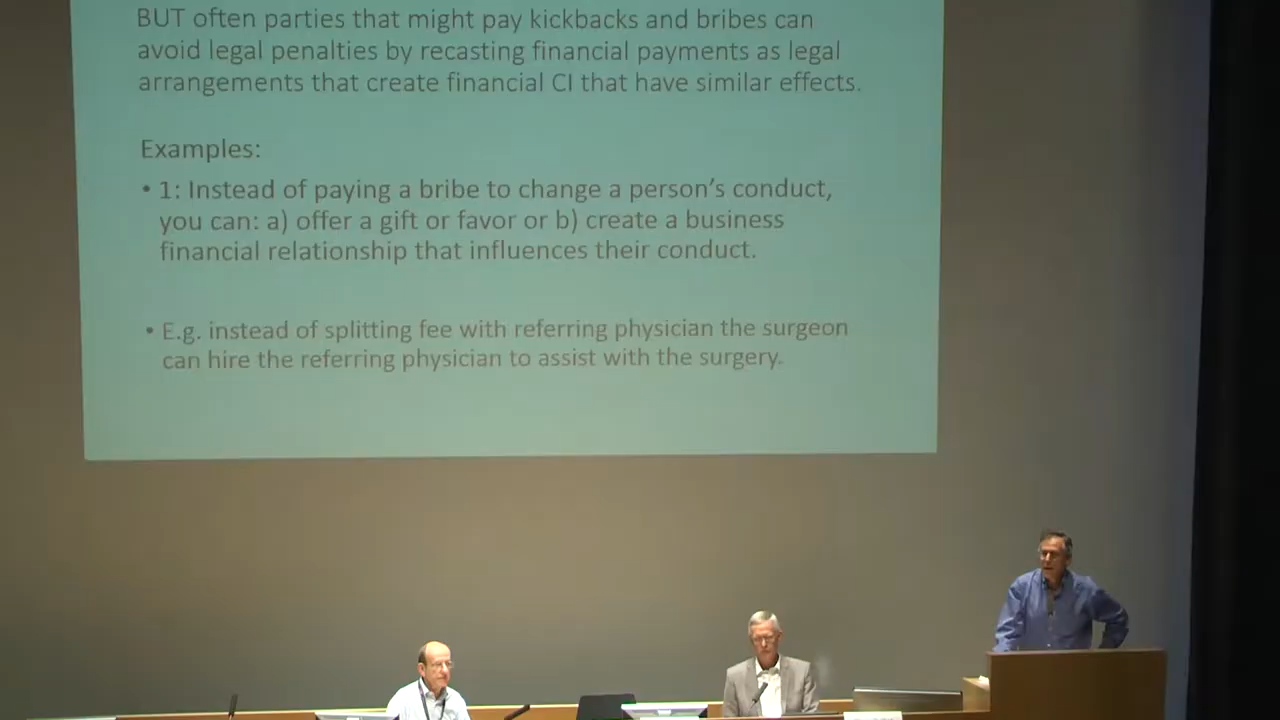 BUT often parties that might pay kickbacks and bribes can
avoid legal penalties by recasting financial payments as legal
arrangements that create financial CI that have similar effects.
Examples:
• 1: Instead of paying a bribe to change a person's conduct,
you can: a) offer a gift or favor or b) create a business
financial relationship that influences their conduct.
• E.g. instead of splitting fee with referring physician the surgeon
can hire the referring physician to assist with the surgery.